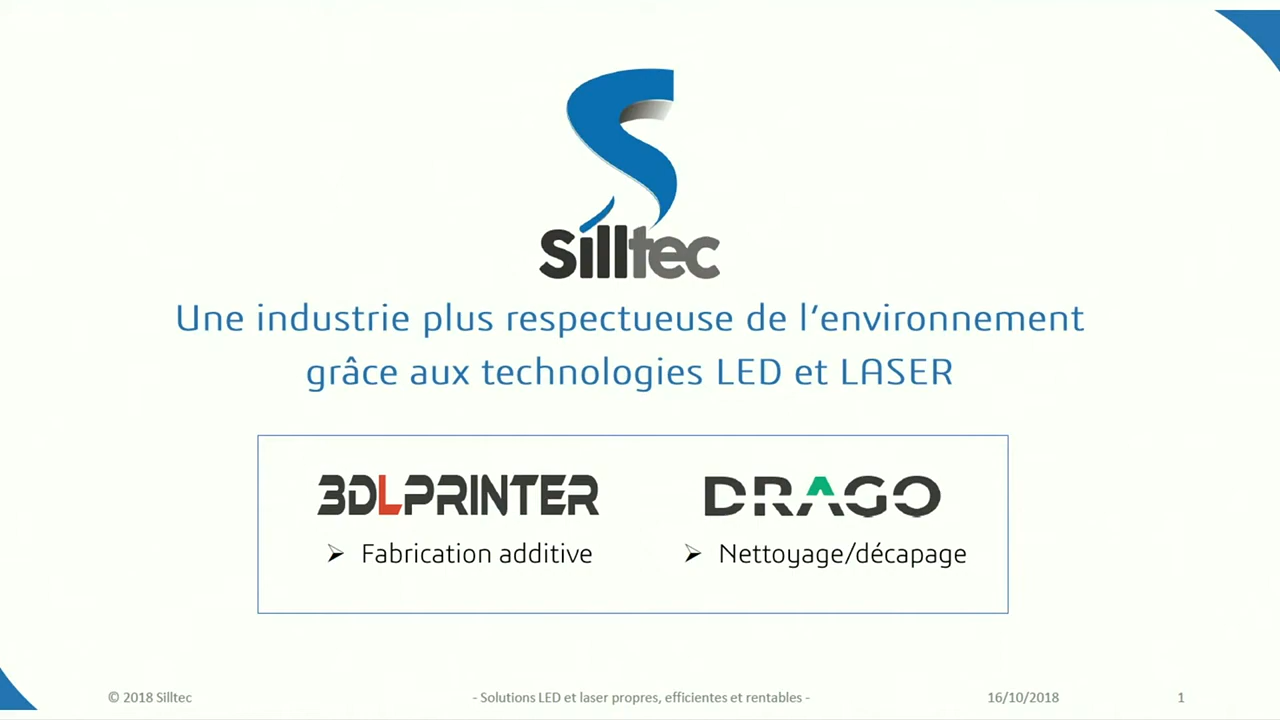 Silltec
Une industrie plus respectueuse de l'environnement
grâce aux technologies LED et LASER
3DLPRINTER
DRAGO
➢ Fabrication additive
➢ Nettoyage/décapage
© 2018 Silltec
- Solutions LED et laser propres, efficientes et rentables -
16/10/2018
1